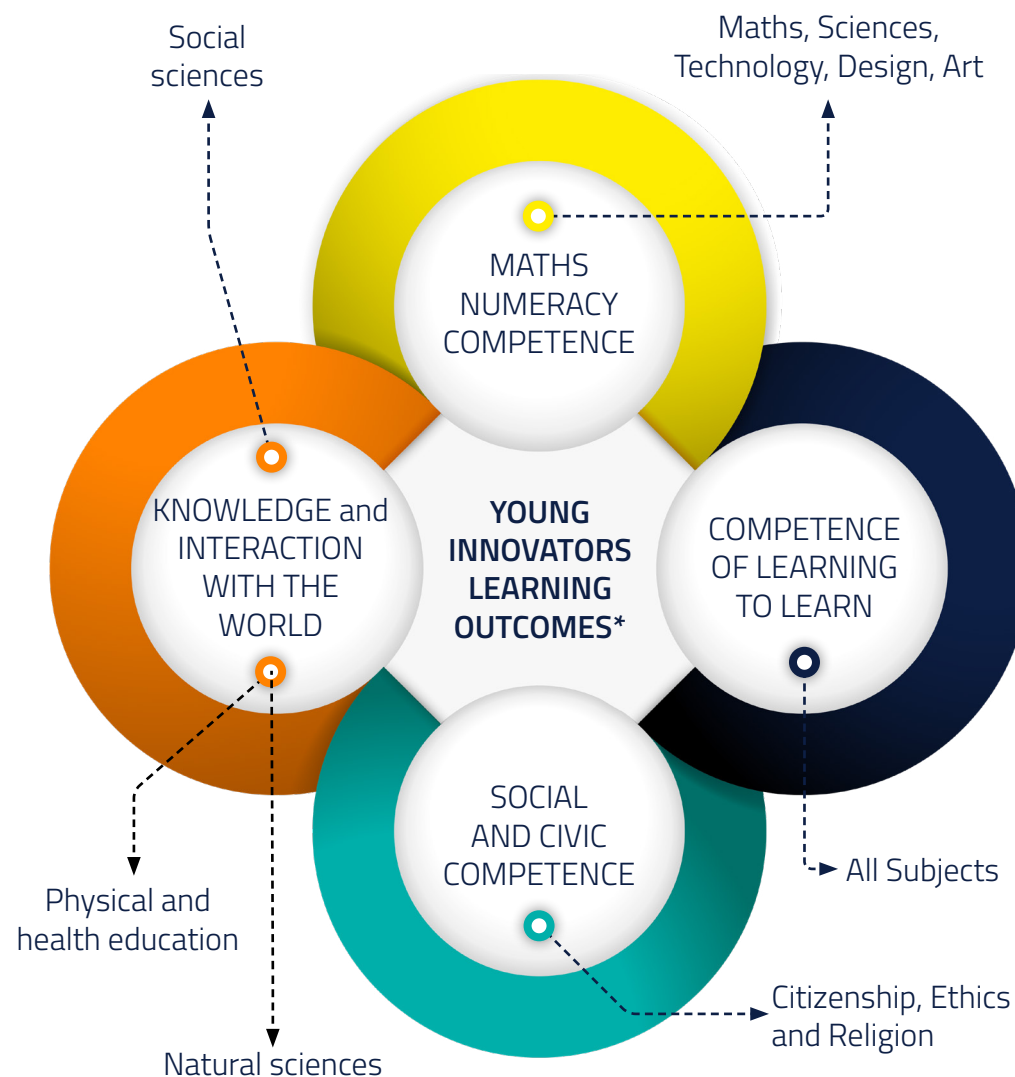 Social
sciences
Maths, Sciences,
Technology, Design, Art
MATHS
NUMERACY
COMPETENCE
KNOWLEDGE and
INTERACTION
WITH THE
WORLD
YOUNG
INNOVATORS
LEARNING
OUTCOMES*
COMPETENCE
OF LEARNING
TO LEARN
SOCIAL
AND CIVIC
COMPETENCE
All Subjects
Physical and
health education
Citizenship, Ethics
and Religion
Natural sciences